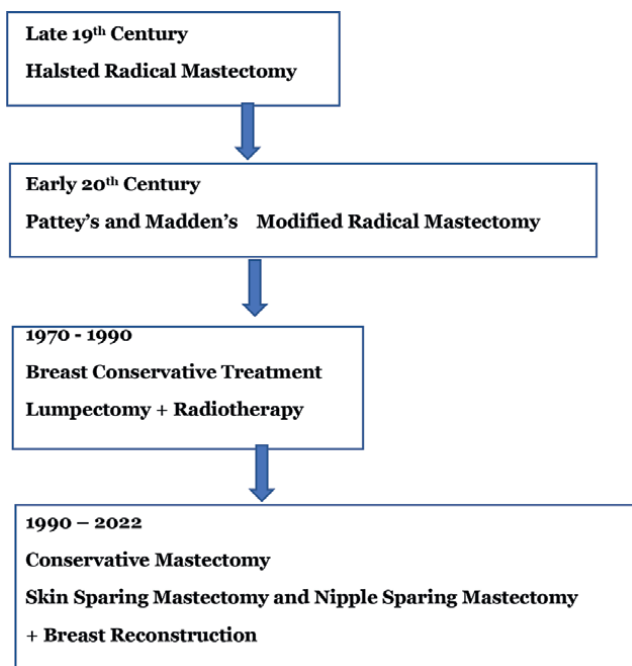 Late 19th Century
Halsted Radical Mastectomy
Early 20th Century
Pattey's and Madden's Modified Radical Mastectomy
1970 - 1990
Breast Conservative Treatment
Lumpectomy + Radiotherapy
1990 – 2022
Conservative Mastectomy
Skin Sparing Mastectomy and Nipple Sparing Mastectomy
+ Breast Reconstruction